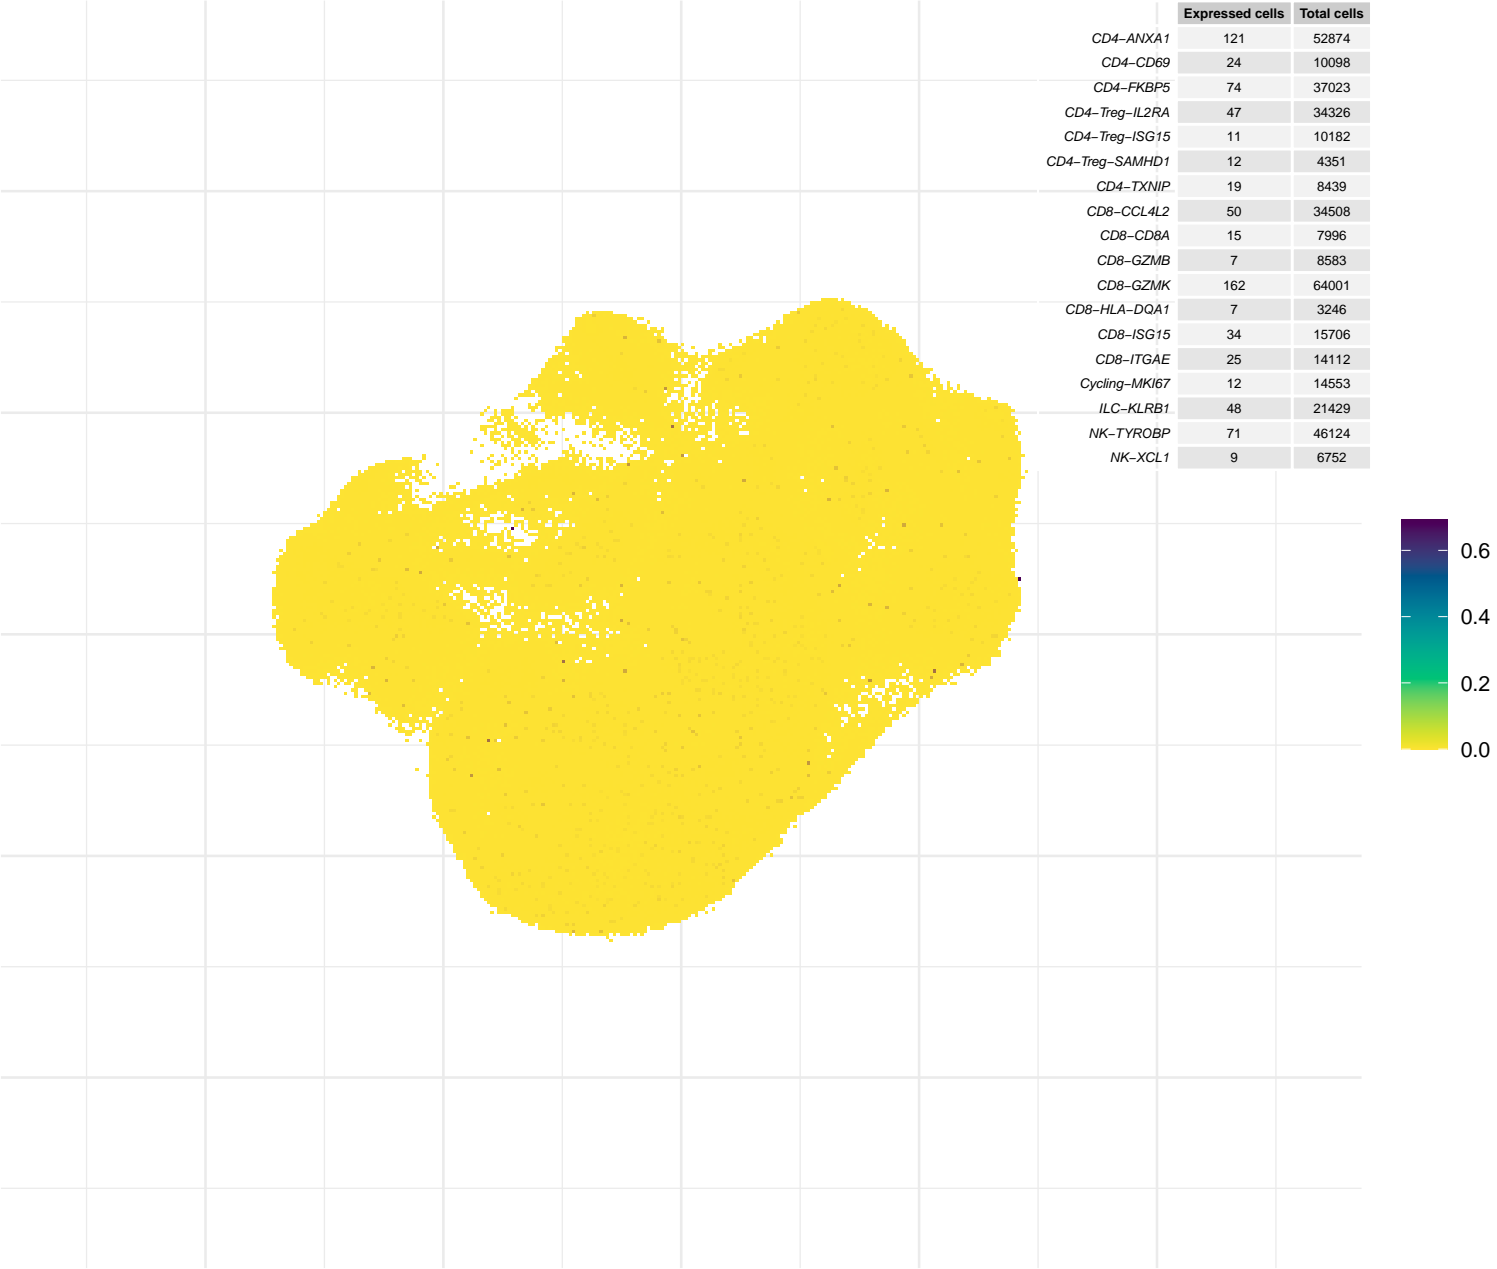 Expressed cells Total cells
CD4−ANXA1 121 52874
CD4−CD69 24 10098
CD4−FKBP5 74 37023
CD4−Treg−IL2RA 47 34326
CD4−Treg−ISG15 11 10182
CD4−Treg−SAMHD1 12 4351
CD4−TXNIP 19 8439
CD8−CCL4L2 50 34508
CD8−CD8A 15 7996
CD8−GZMB 7 8583
CD8−GZMK 162 64001
CD8−HLA−DQA1 7 3246
CD8−ISG15 34 15706
CD8−ITGAE 25 14112
Cycling−MKI67 12 14553
ILC−KLRB1 48 21429
NK−TYROBP 71 46124
NK−XCL1 9 6752
0.6
0.4
0.2
0.0